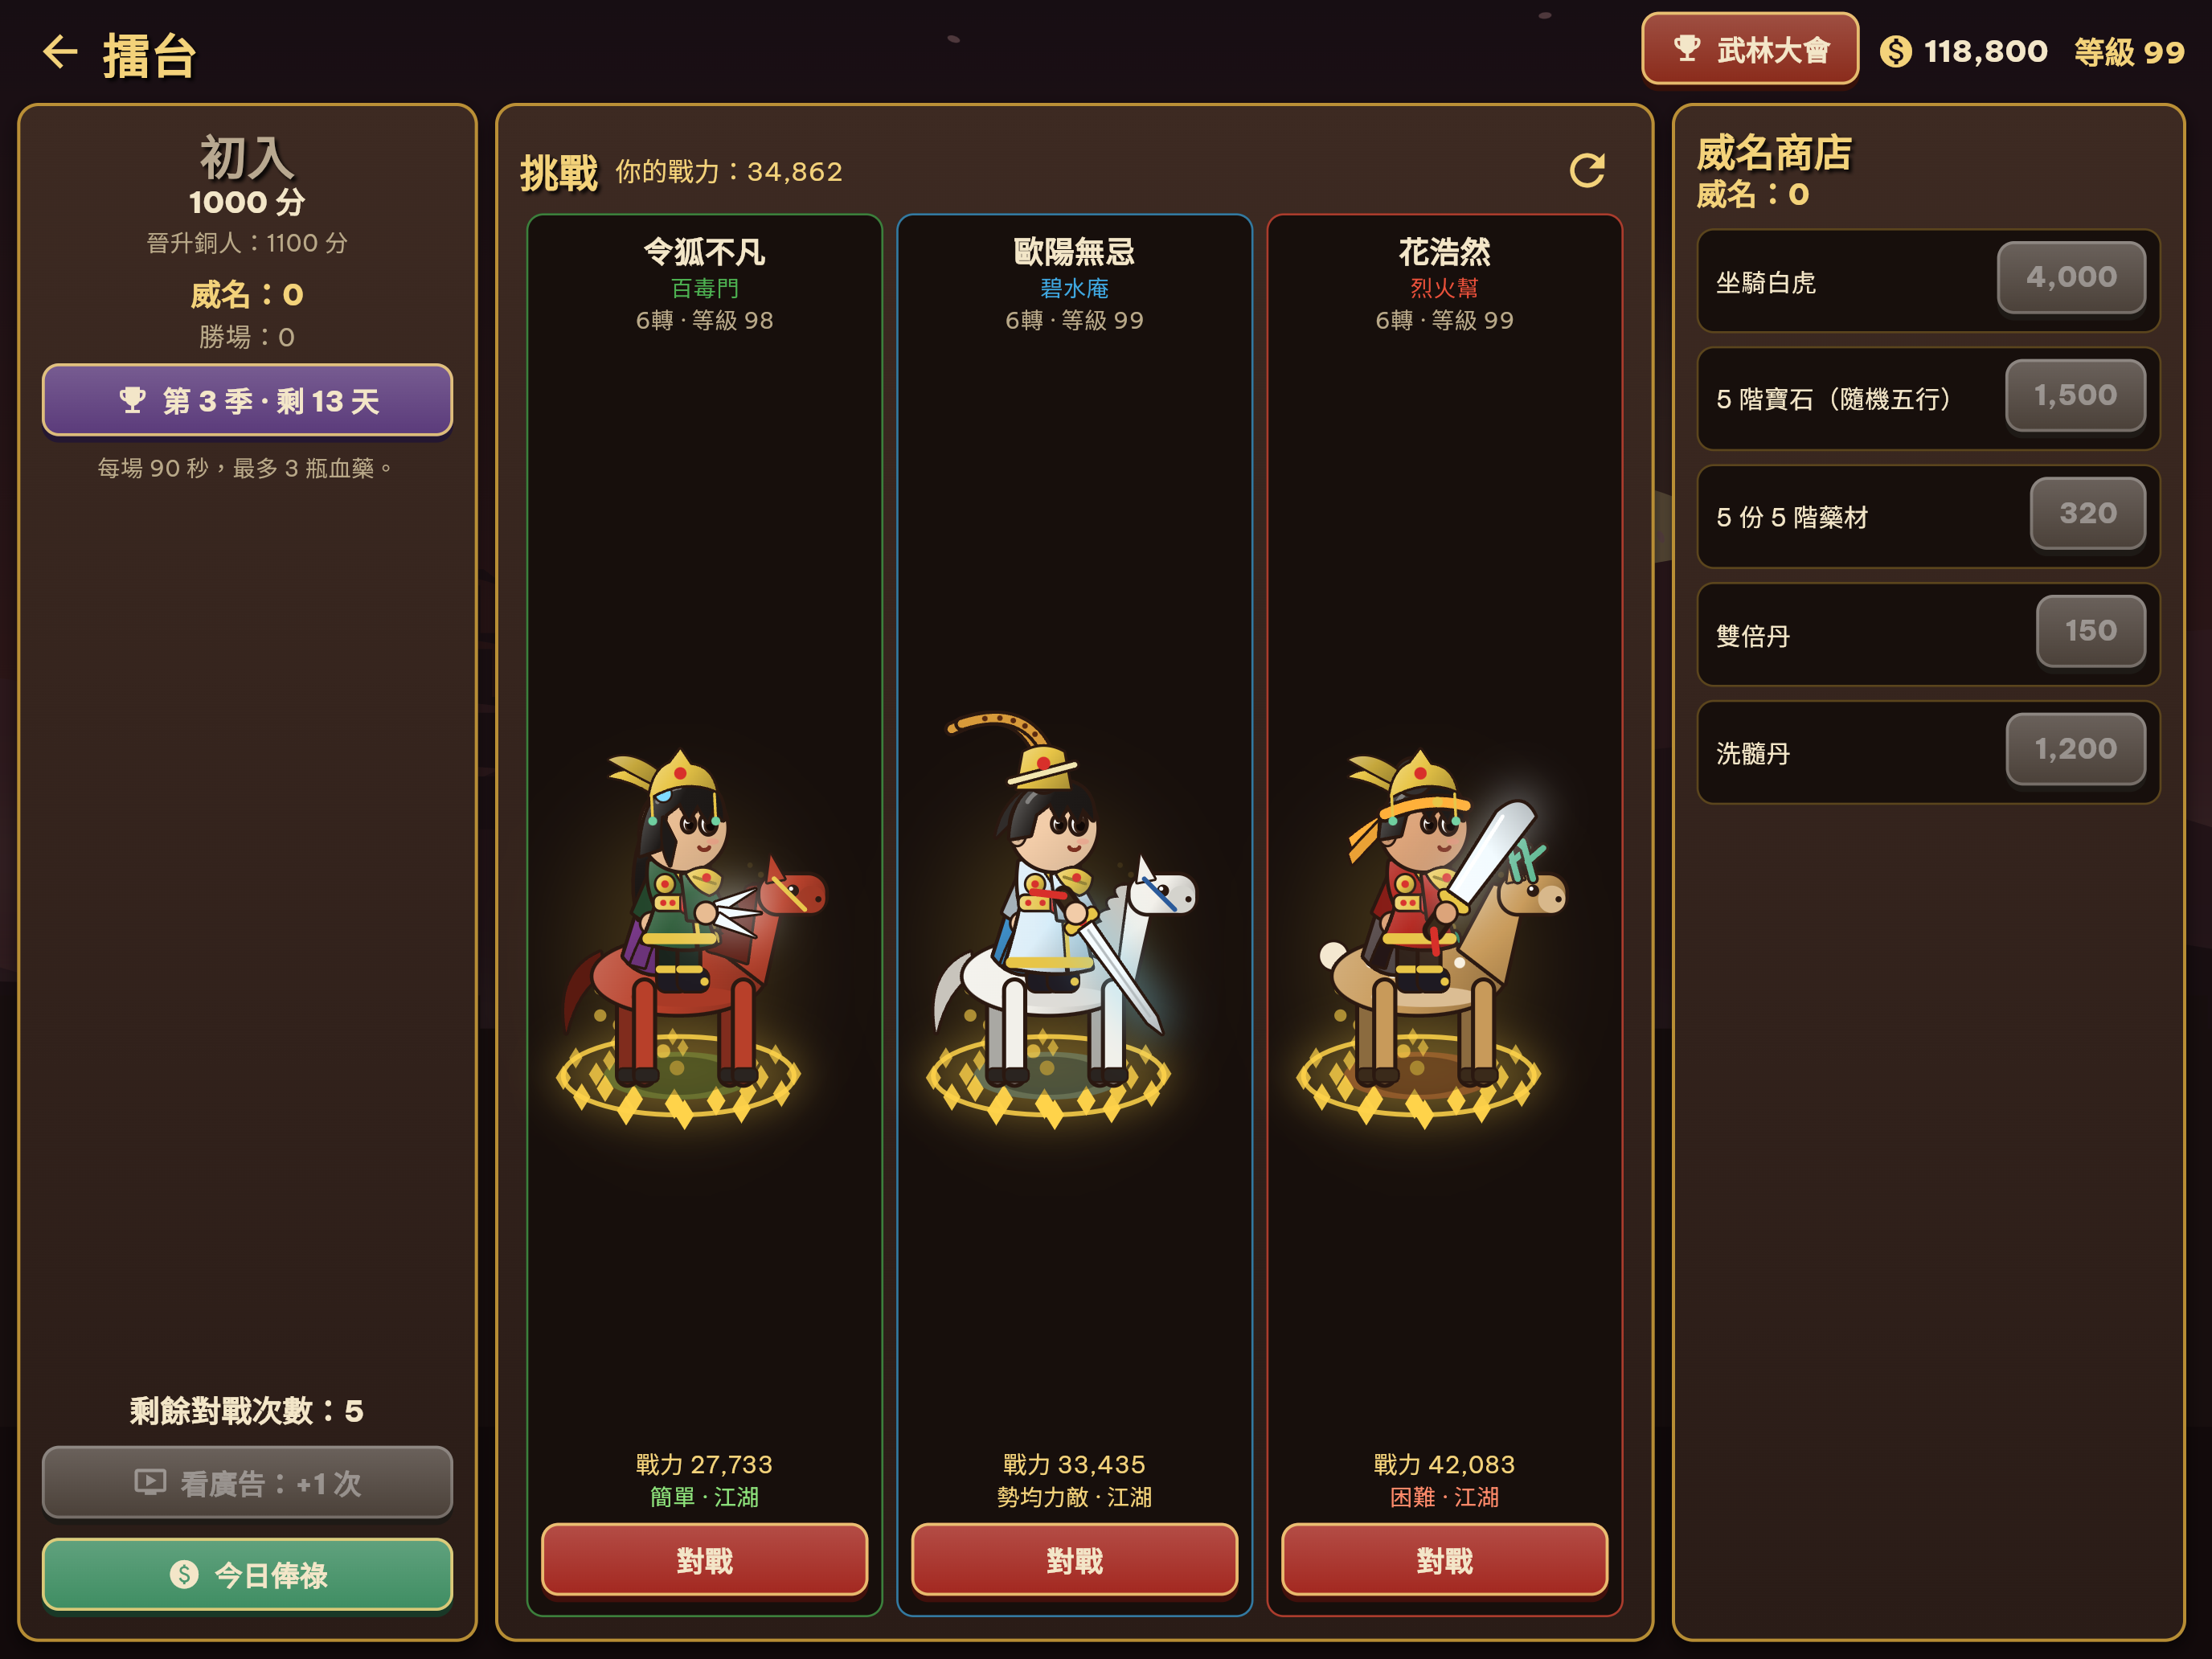 擂台
武林大會
118,800
等級 99
初入
1000 分
晉升銅人：1100 分
威名：0
勝場：0
第 3 季 · 剩 13 天
每場 90 秒，最多 3 瓶血藥。
剩餘對戰次數：5
看廣告：+1 次
今日俸祿
挑戰 你的戰力：34,862
令狐不凡
百毒門
6轉 · 等級 98
戰力 27,733
簡單 · 江湖
對戰
歐陽無忌
碧水庵
6轉 · 等級 99
戰力 33,435
勢均力敵 · 江湖
對戰
花浩然
烈火幫
6轉 · 等級 99
戰力 42,083
困難 · 江湖
對戰
威名商店
威名：0
坐騎白虎 4,000
5 階寶石（隨機五行） 1,500
5 份 5 階藥材 320
雙倍丹 150
洗髓丹 1,200